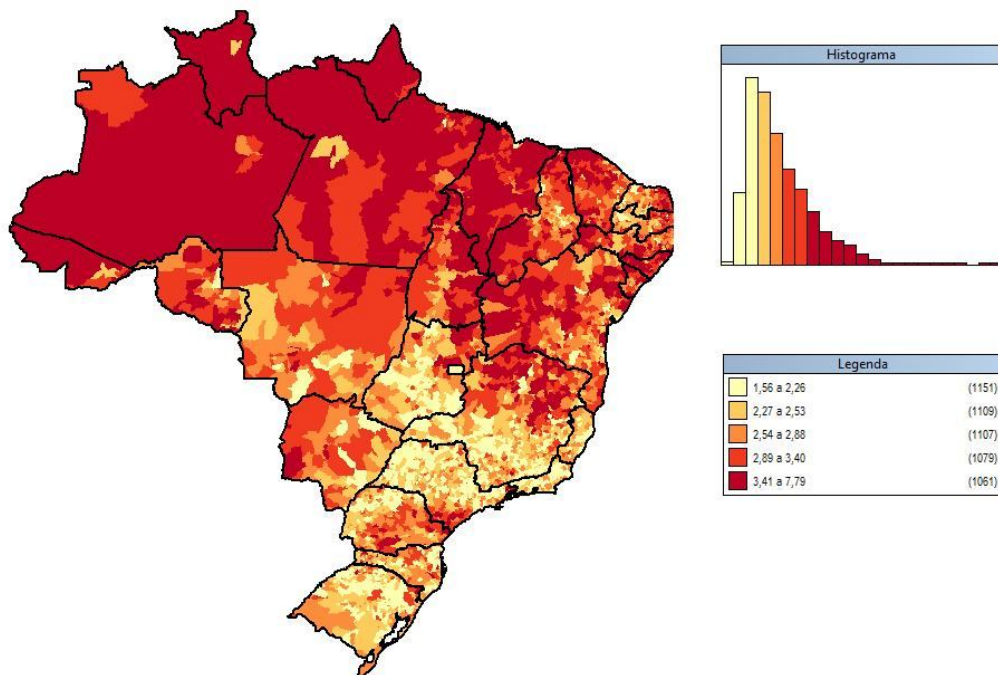 Histograma
Legenda
1,56 a 2,26 (1151)
2,27 a 2,53 (1109)
2,54 a 2,88 (1107)
2,89 a 3,40 (1079)
3,41 a 7,79 (1061)